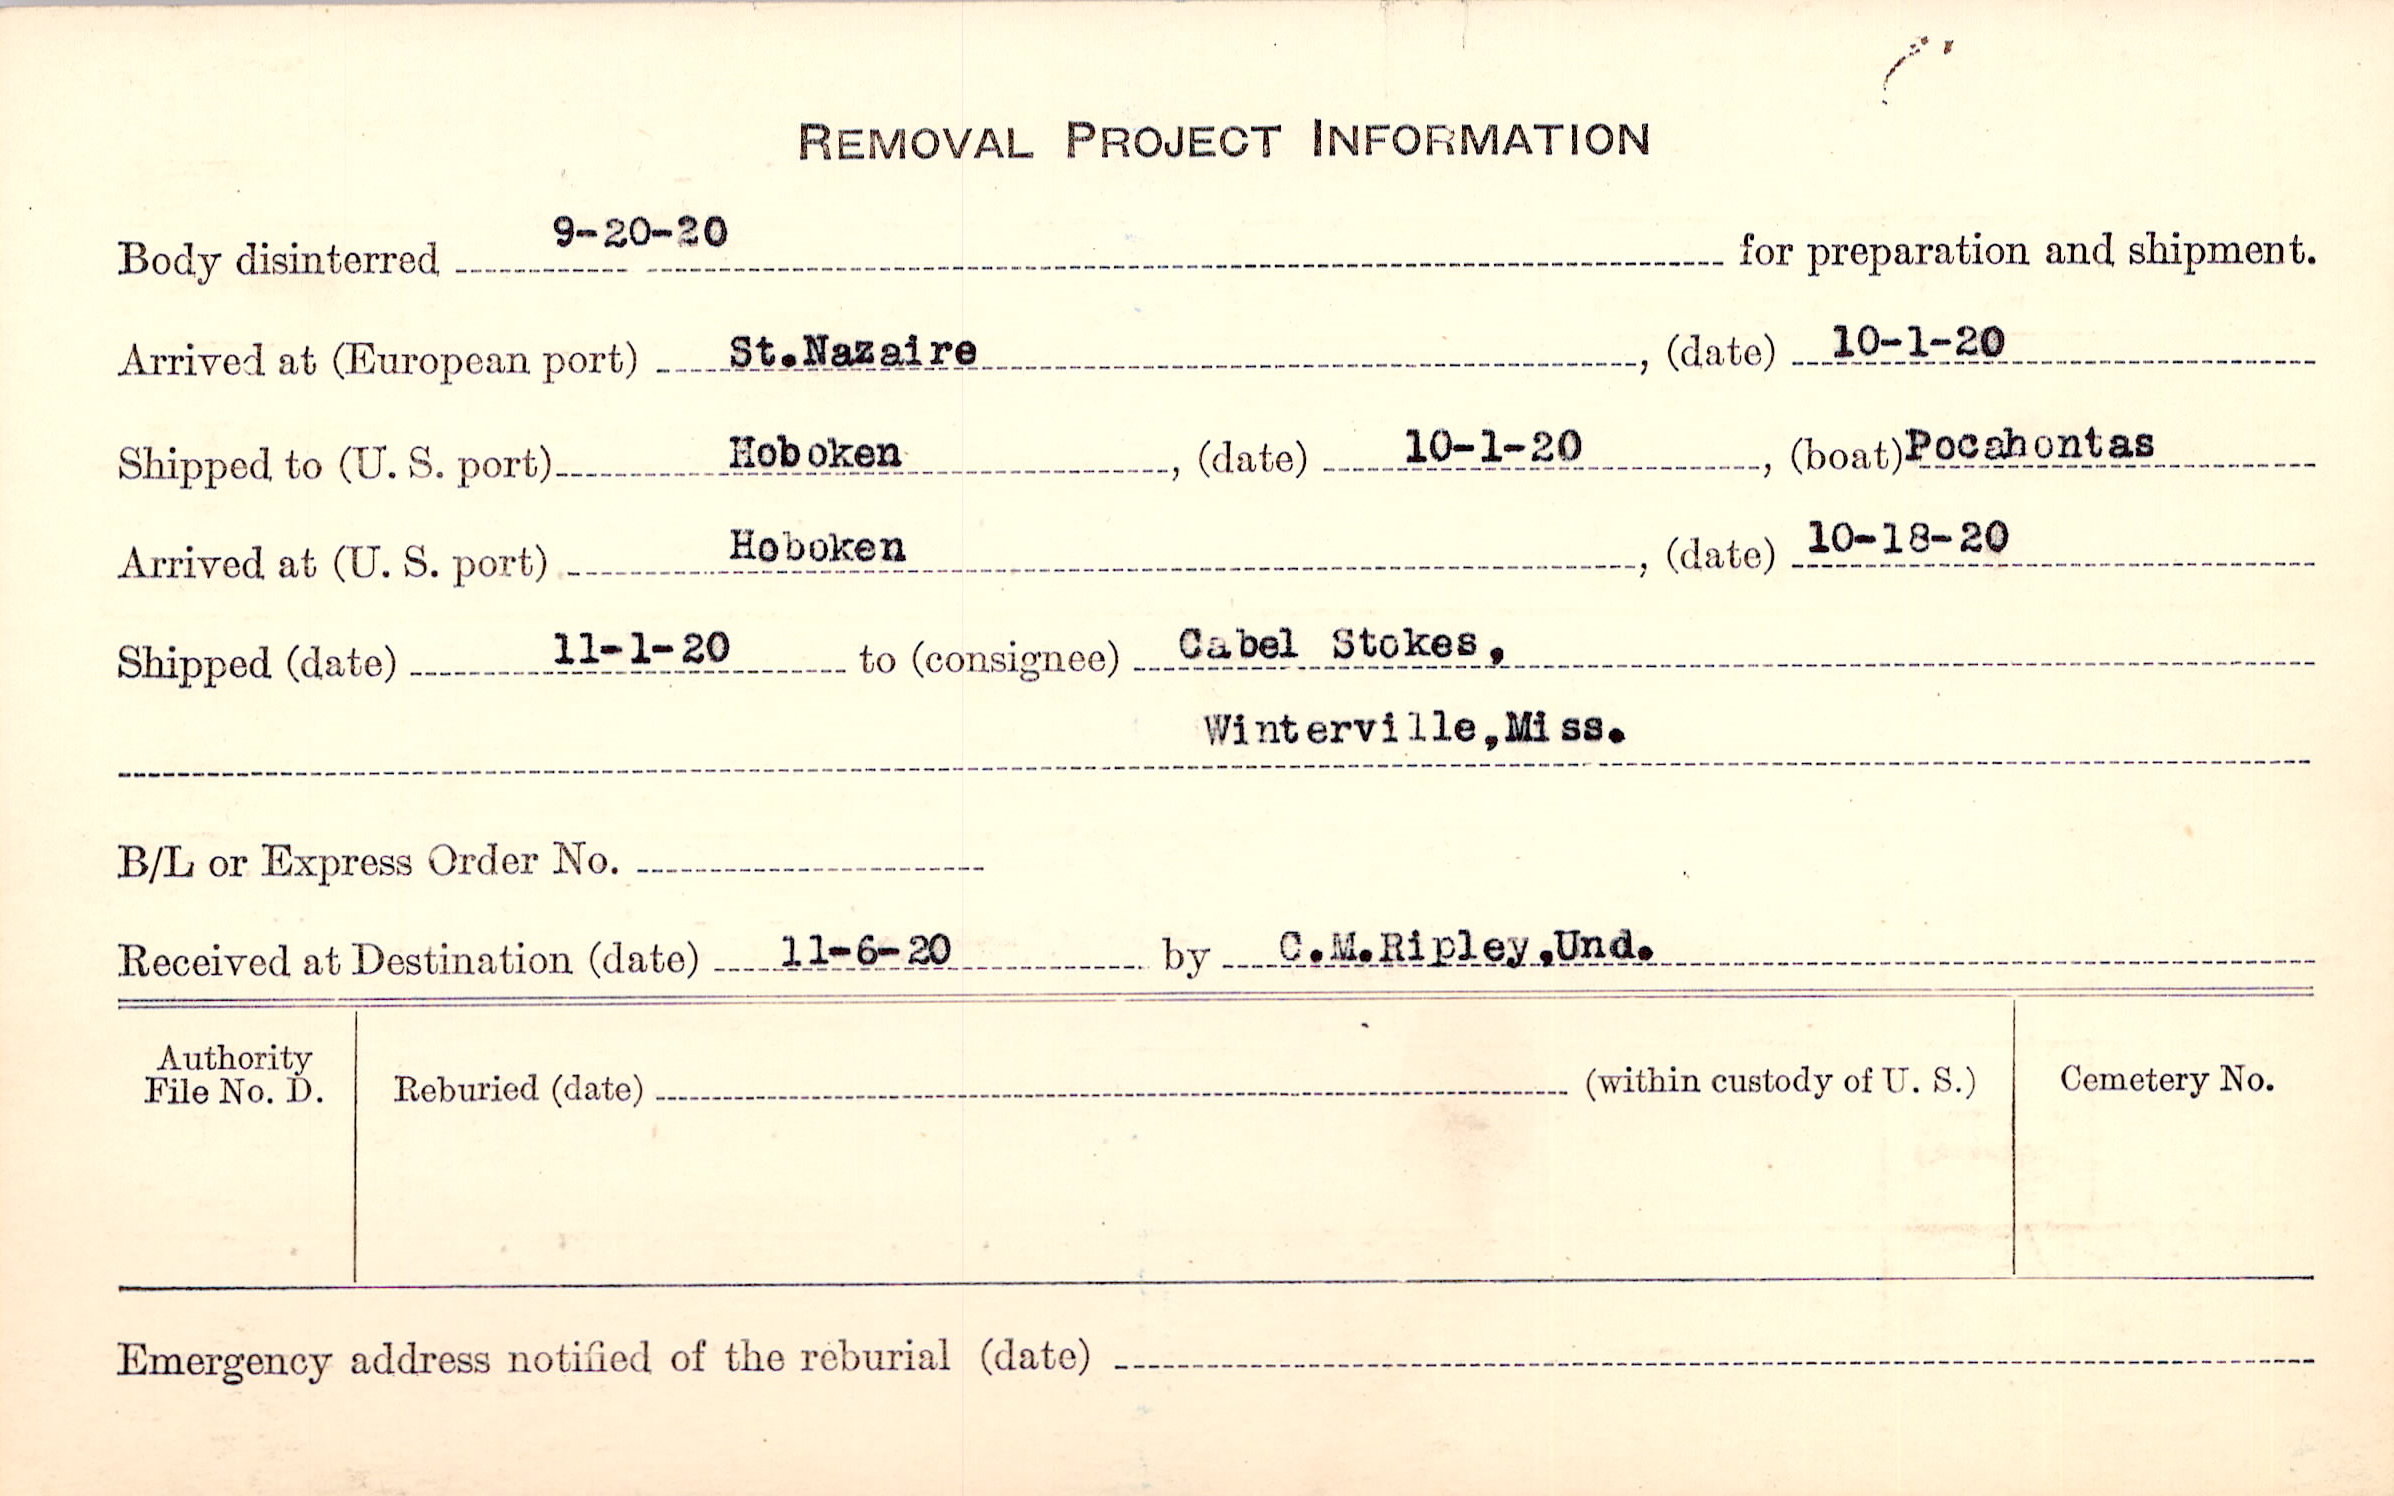 REMOVAL PROJECT INFORMATION
Body disinterred 9-20-20 for preparation and shipment.
Arrived at (European port) St.Nazaire, (date) 10-1-20
Shipped to (U. S. port) Hoboken, (date) 10-1-20, (boat) Pocahontas
Arrived at (U. S. port) Hoboken, (date) 10-18-20
Shipped (date) 11-1-20 to (consignee) Cabel Stokes,
Winterville,Miss.
B/L or Express Order No.
Received at Destination (date) 11-6-20 by C.M.Ripley,Und.
Authority
File No. D.
Reburied (date) (within custody of U. S.)
Cemetery No.
Emergency address notified of the reburial (date)